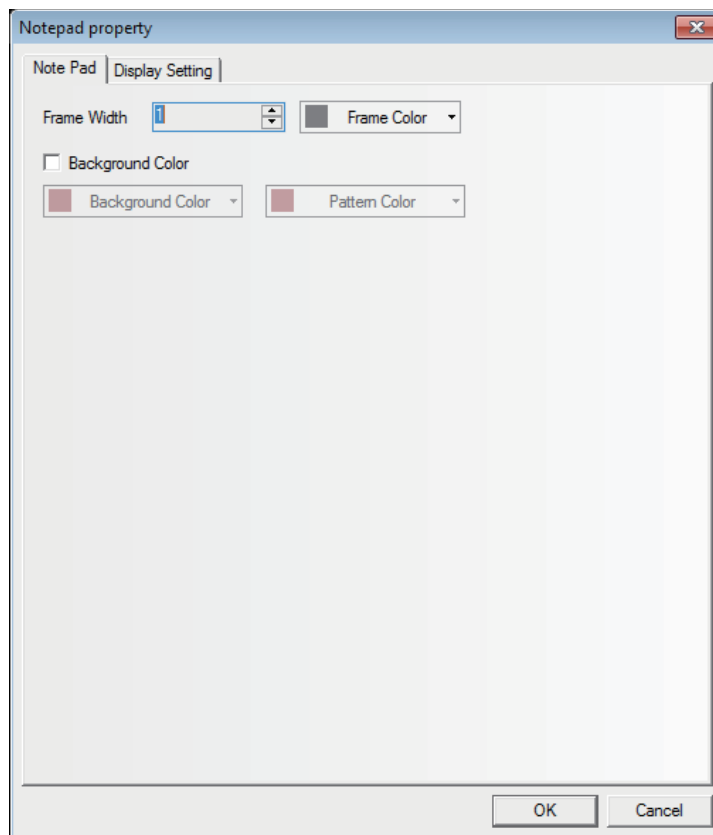 Notepad property
Note Pad Display Setting
Frame Width 1 Frame Color
Background Color
Background Color Pattern Color
OK Cancel